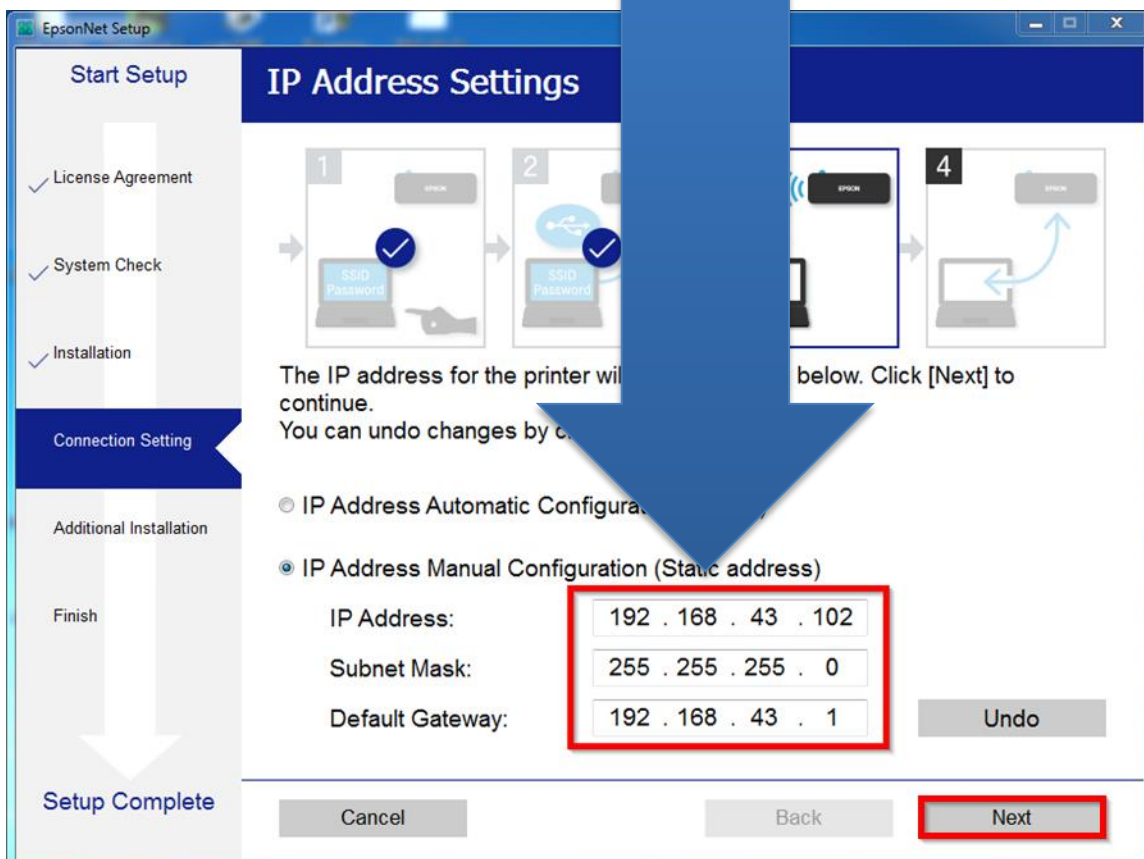 EpsonNet Setup
Start Setup
IP Address Settings
License Agreement
System Check
Installation
Connection Setting
Additional Installation
Finish
Setup Complete
1
2
4
EPSON
EPSON
EPSON
SSID
Password
SSID
Password
The IP address for the printer below. Click [Next] to
continue.
You can undo changes by
IP Address Automatic
IP Address Manual Configuration (Static address)
IP Address: 192 . 168 . 43 . 102
Subnet Mask: 255 . 255 . 255 . 0
Default Gateway: 192 . 168 . 43 . 1
Undo
Cancel
Back
Next